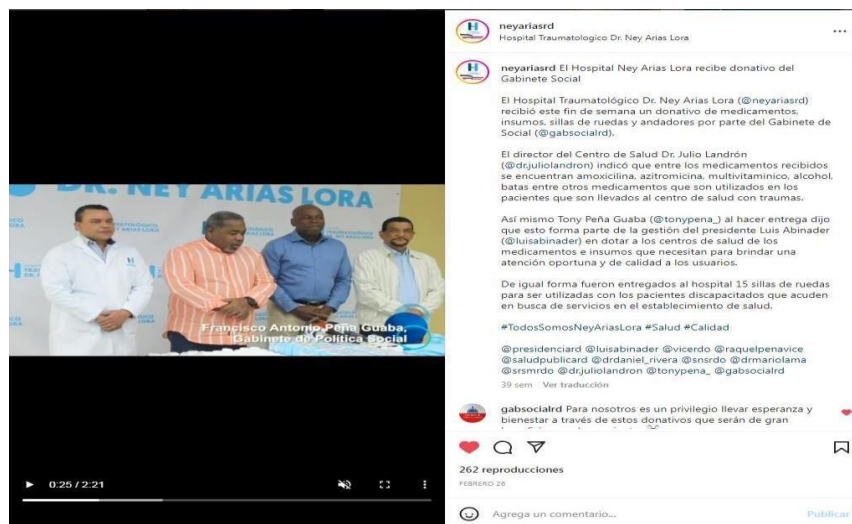 neyariasrd
Hospital Traumatologico Dr. Ney Arias Lora
neyariasrd El Hospital Ney Arias Lora recibe donativo del
Gabinete Social
El Hospital Traumatológico Dr. Ney Arias Lora (@neyariasrd)
recibió este fin de semana un donativo de medicamentos,
insumos, sillas de ruedas y andadores por parte del Gabinete de
Social (@gabsocialrd).
El director del Centro de Salud Dr. Julio Landrón
(@dr.juliolandron) indicó que entre los medicamentos recibidos
se encuentran amoxicilina, azitromicina, multivitaminico, alcohol,
batas entre otros medicamentos que son utilizados en los
pacientes que son llevados al centro de salud con traumas.
Así mismo Tony Peña Guaba (@tonypena_) al hacer entrega dijo
que esto forma parte de la gestión del presidente Luis Abinader
(@luisabinader) en dotar a los centros de salud de los
medicamentos e insumos que necesitan para brindar una
atención oportuna y de calidad a los usuarios.
De igual forma fueron entregados al hospital 15 sillas de ruedas
para ser utilizadas con los pacientes discapacitados que acuden
en busca de servicios en el establecimiento de salud.
#TodosSomosNeyAriasLora #Salud #Calidad
@presidenciard @luisabinader @vicerdo @raquelpenavice
@saludpublicard @drdaniel_rivera @snsrdo @drmariolama
@srsmrdo @dr.juliolandron @tonypena_ @gabsocialrd
39 sem Ver traducción
gabsocialrd Para nosotros es un privilegio llevar esperanza y
bienestar a través de estos donativos que serán de gran
262 reproducciones
FEBRERO 26
Agrega un comentario...
Publicar
DR. NEY ARIAS LORA
Francisco Antonio Peña Guaba,
Gabinete de Política Social
0:25 / 2:21